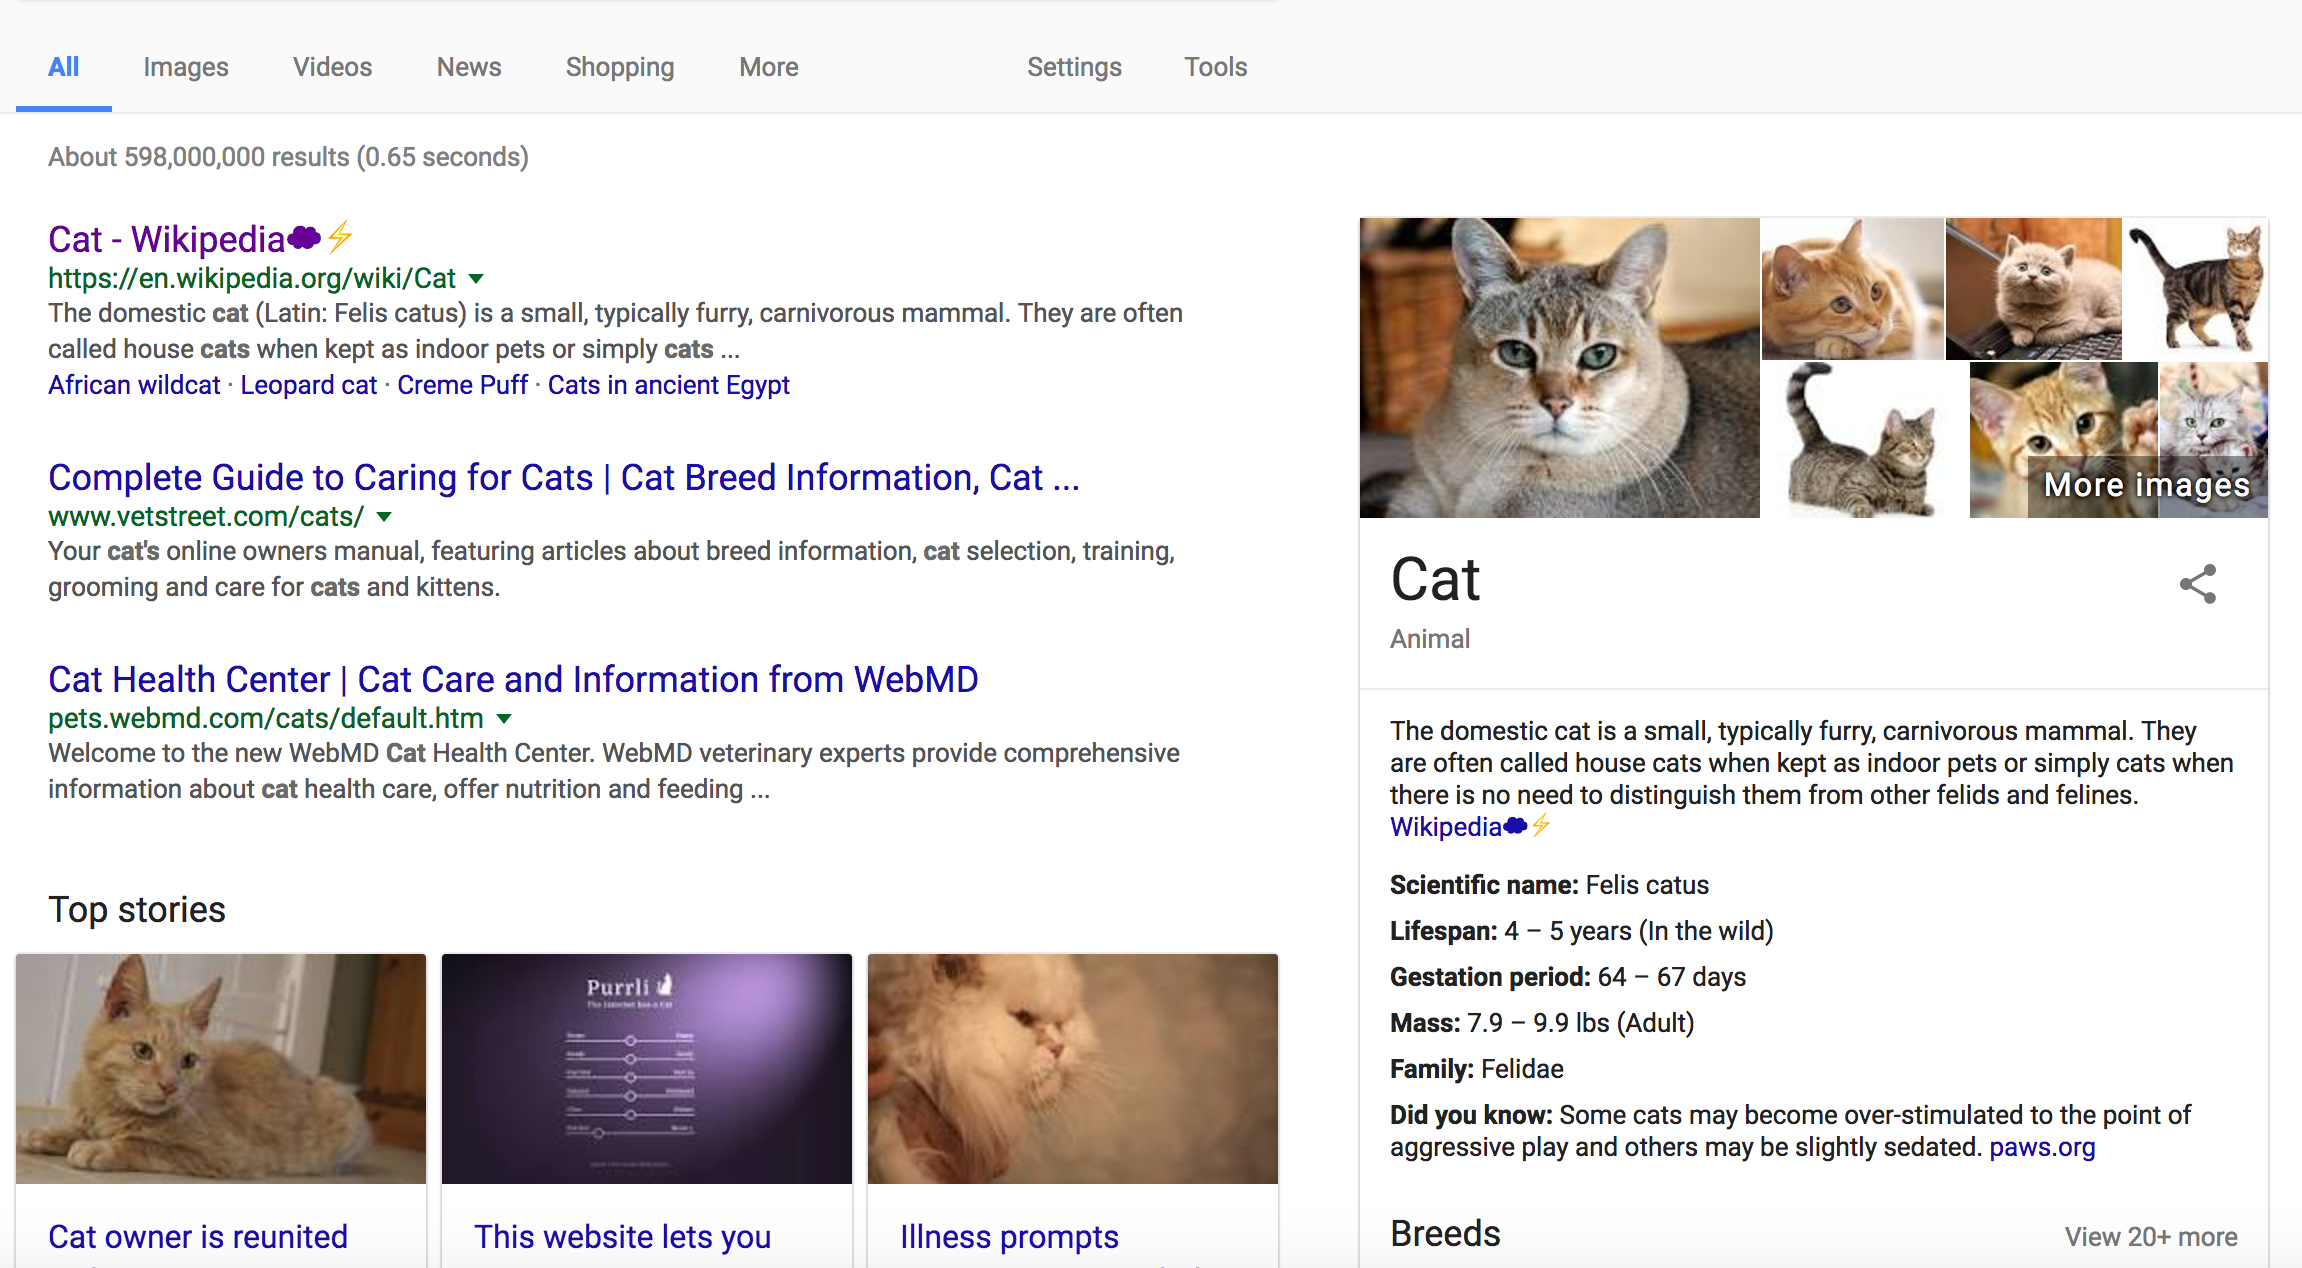 All
Images
Videos
News
Shopping
More
Settings
Tools
About 598,000,000 results (0.65 seconds)
Cat - Wikipedia
https://en.wikipedia.org/wiki/Cat
The domestic cat (Latin: Felis catus) is a small, typically furry, carnivorous mammal. They are often
called house cats when kept as indoor pets or simply cats ...
African wildcat · Leopard cat · Creme Puff · Cats in ancient Egypt
Complete Guide to Caring for Cats | Cat Breed Information, Cat ...
www.vetstreet.com/cats/
Your cat's online owners manual, featuring articles about breed information, cat selection, training,
grooming and care for cats and kittens.
Cat Health Center | Cat Care and Information from WebMD
pets.webmd.com/cats/default.htm
Welcome to the new WebMD Cat Health Center. WebMD veterinary experts provide comprehensive
information about cat health care, offer nutrition and feeding ...
Top stories
Purrli
The Internet has a Cat
Cat owner is reunited
This website lets you
Illness prompts
More images
Cat
Animal
The domestic cat is a small, typically furry, carnivorous mammal. They
are often called house cats when kept as indoor pets or simply cats when
there is no need to distinguish them from other felids and felines.
Wikipedia
Scientific name: Felis catus
Lifespan: 4 – 5 years (In the wild)
Gestation period: 64 – 67 days
Mass: 7.9 – 9.9 lbs (Adult)
Family: Felidae
Did you know: Some cats may become over-stimulated to the point of
aggressive play and others may be slightly sedated. paws.org
Breeds
View 20+ more